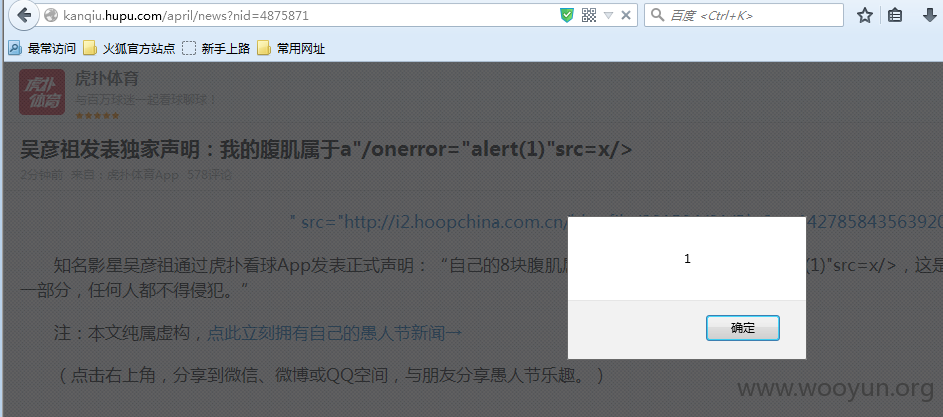 kanqiu.hupu.com/april/news?nid=4875871
百度 <Ctrl+K>
最常访问 火狐官方站点 新手上路 常用网址
虎扑体育
虎扑体育
与百万球迷一起看球聊球！
吴彦祖发表独家声明：我的腹肌属于a"/onerror="alert(1)"src=x/>
2分钟前 来自：虎扑体育App 578评论
" src="http://i2.hoopchina.com.cn/
知名影星吴彦祖通过虎扑看球App发表正式声明：“自己的8块腹肌 (1)"src=x/>，这是
一部分，任何人都不得侵犯。”
1
确定
注：本文纯属虚构，点此立刻拥有自己的愚人节新闻→
（点击右上角，分享到微信、微博或QQ空间，与朋友分享愚人节乐趣。）
www.wooyun.org